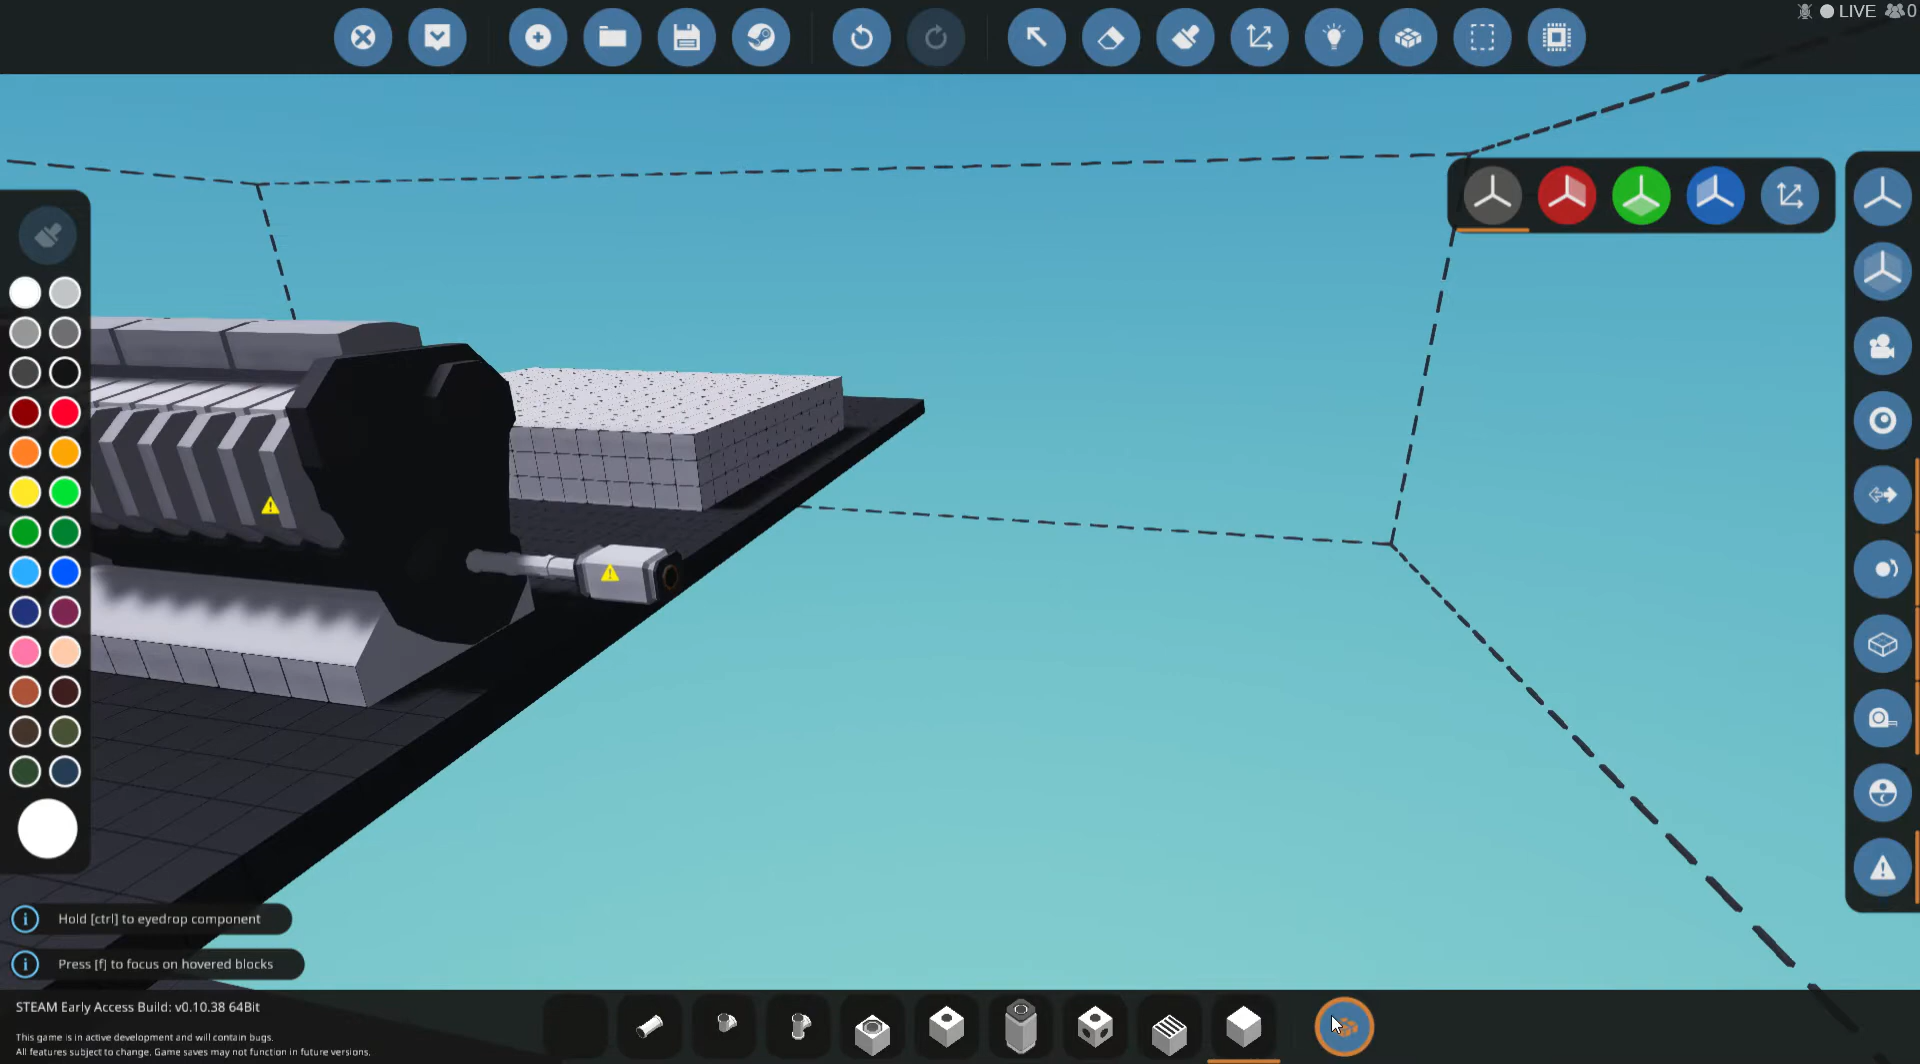 LIVE 0
Hold [ctrl] to eyedrop component
Press [f] to focus on hovered blocks
STEAM Early Access Build: v0.10.38 64Bit
This game is in active development and will contain bugs.
All features subject to change. Game saves may not function in future versions.